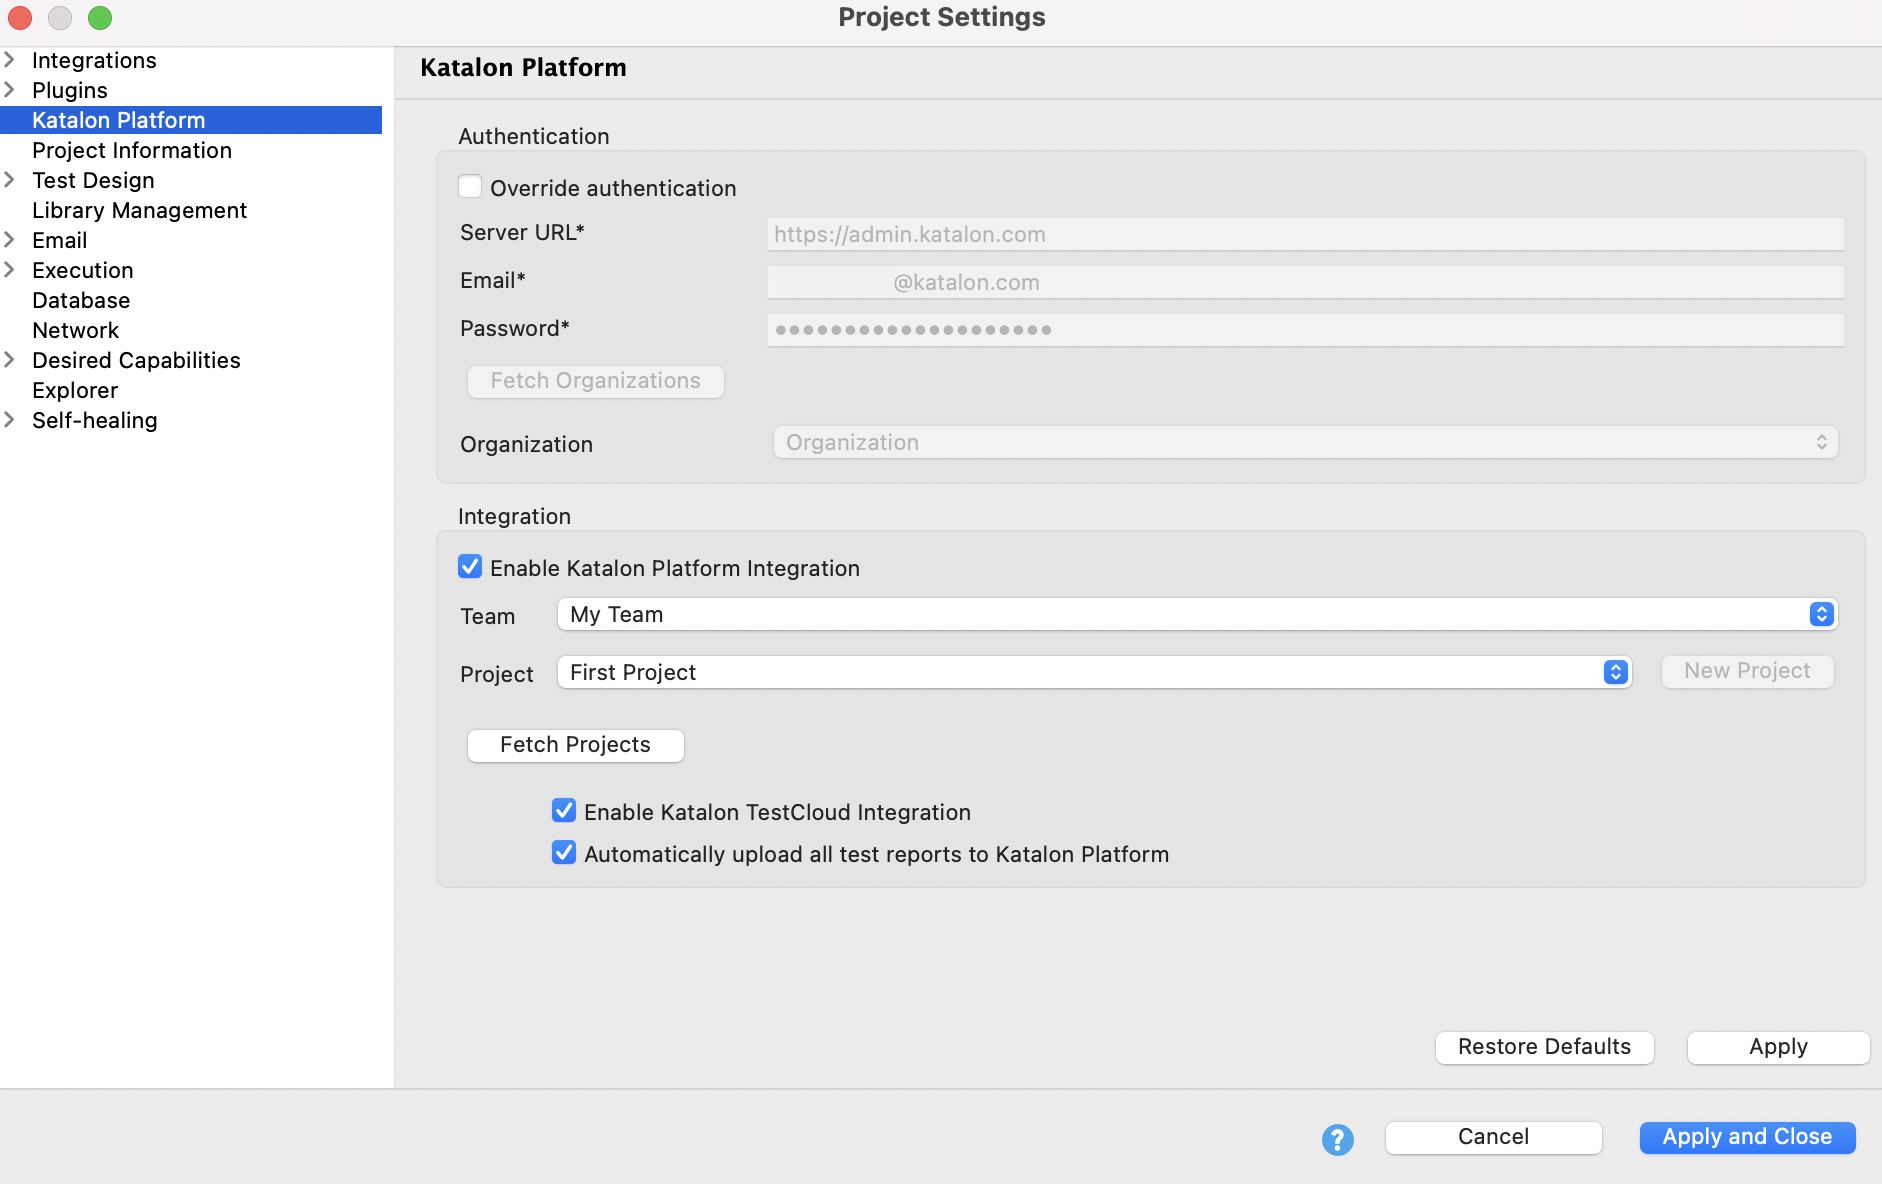 Project Settings
Integrations
Plugins
Katalon Platform
Project Information
Test Design
Library Management
Email
Execution
Database
Network
Desired Capabilities
Explorer
Self-healing
Katalon Platform
Authentication
Override authentication
Server URL* https://admin.katalon.com
Email* @katalon.com
Password* ••••••••••••••••••••
Fetch Organizations
Organization Organization
Integration
Enable Katalon Platform Integration
Team My Team
Project First Project New Project
Fetch Projects
Enable Katalon TestCloud Integration
Automatically upload all test reports to Katalon Platform
Restore Defaults Apply
? Cancel Apply and Close